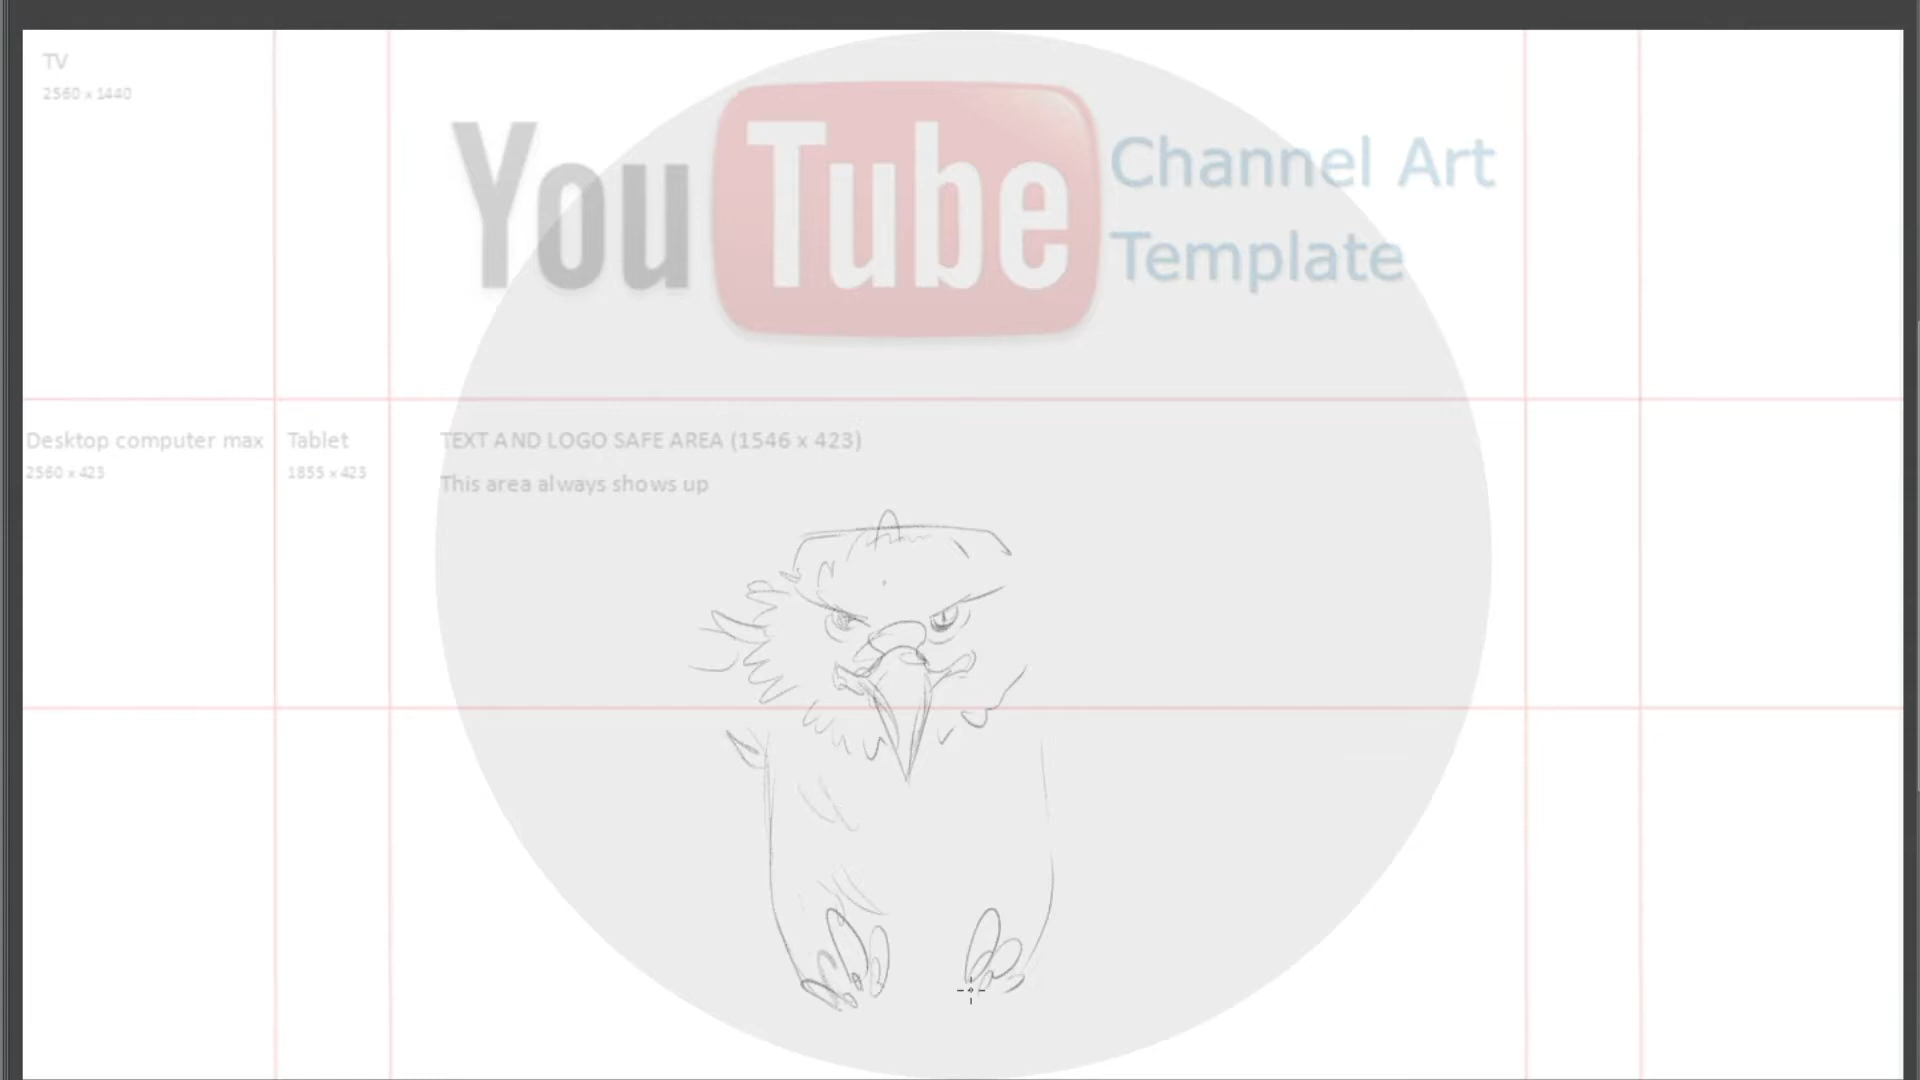 TV
2560 x 1440
YouTube
Channel Art
Template
Desktop computer max
2560 x 423
Tablet
1855 x 423
TEXT AND LOGO SAFE AREA (1546 x 423)
This area always shows up